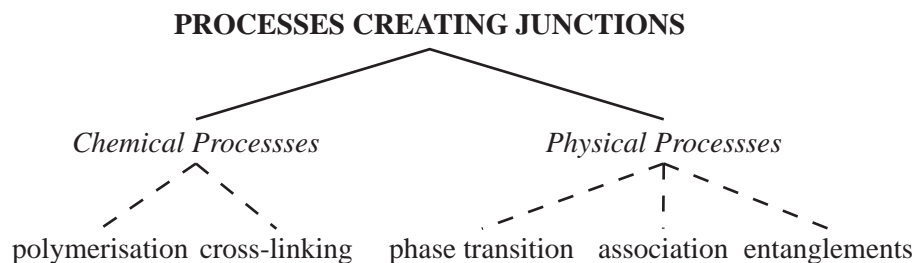 PROCESSES CREATING JUNCTIONS
Chemical Processses Physical Processses
polymerisation cross-linking phase transition association entanglements